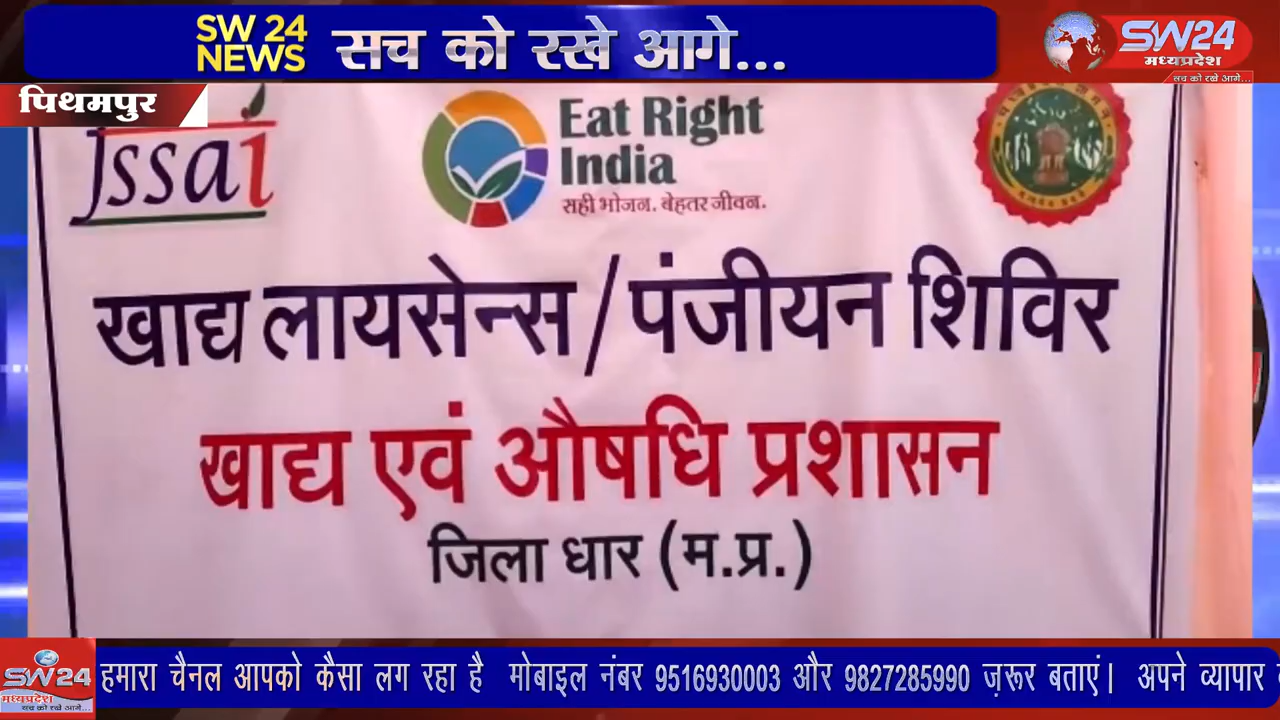 SW 24 NEWS सच को रखे आगे...
SW24
मध्यप्रदेश
सच को रखे आगे...
पिथमपुर
fssai
Eat Right
India
सही भोजन. बेहतर जीवन.
खाद्य लायसेन्स/पंजीयन शिविर
खाद्य एवं औषधि प्रशासन
जिला धार (म.प्र.)
SW24
मध्यप्रदेश
सच को रखे आगे...
हमारा चैनल आपको कैसा लग रहा है मोबाइल नंबर 9516930003 और 9827285990 ज़रूर बताएं। अपने व्यापार